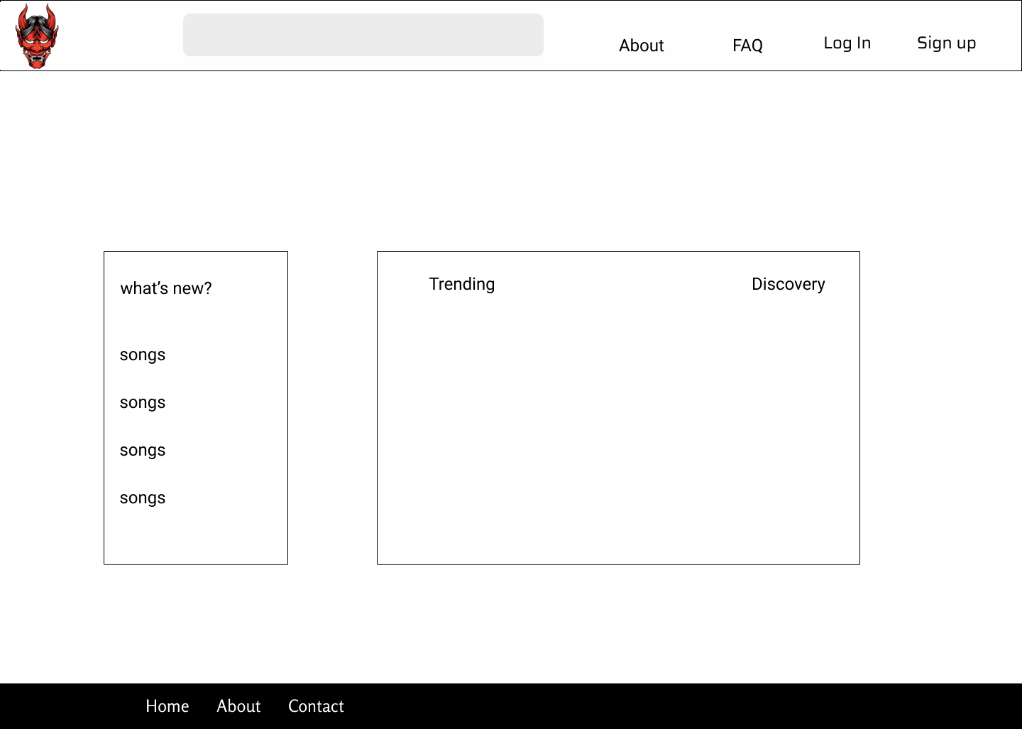 About FAQ Log In Sign up
what's new?
songs
songs
songs
songs
Trending Discovery
Home About Contact